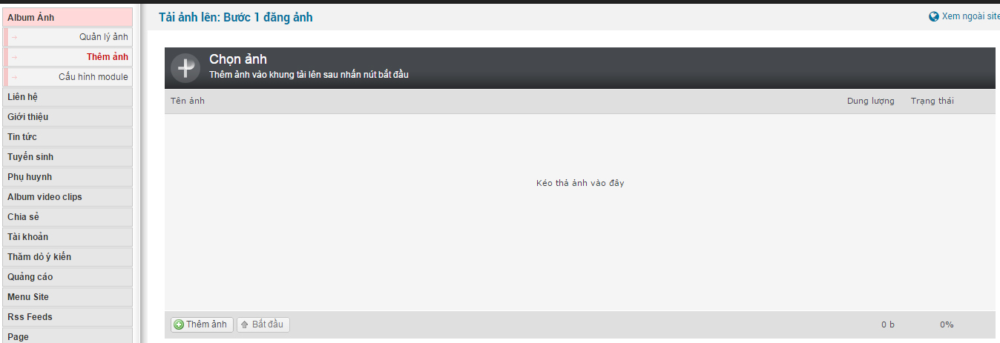 Album Ảnh
Quản lý ảnh
Thêm ảnh
Cấu hình module
Liên hệ
Giới thiệu
Tin tức
Tuyển sinh
Phụ huynh
Album video clips
Chia sẻ
Tài khoản
Thăm dò ý kiến
Quảng cáo
Menu Site
Rss Feeds
Page
Tải ảnh lên: Bước 1 đăng ảnh
Xem ngoài site
Chọn ảnh
Thêm ảnh vào khung tải lên sau nhấn nút bắt đầu
Tên ảnh Dung lượng Trạng thái
Kéo thả ảnh vào đây
Thêm ảnh Bắt đầu 0 b 0%